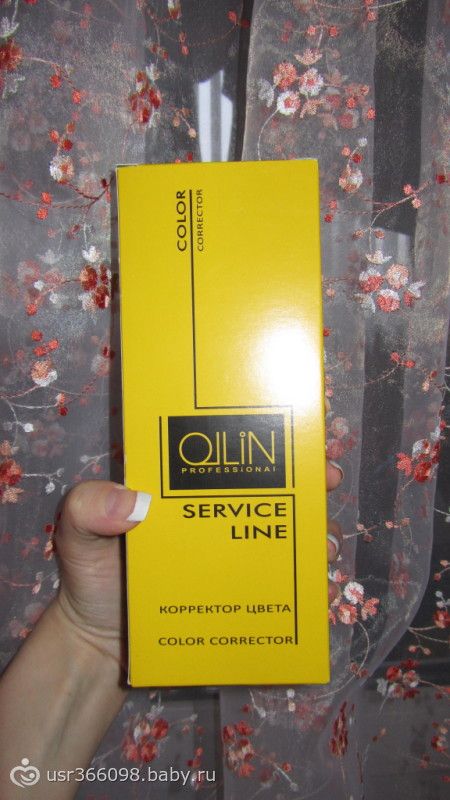 COLOR
CORRECTOR
OLLiN
PROFESSIONAL
SERVICE
LINE
КОРРЕКТОР ЦВЕТА
COLOR CORRECTOR
usr366098.baby.ru